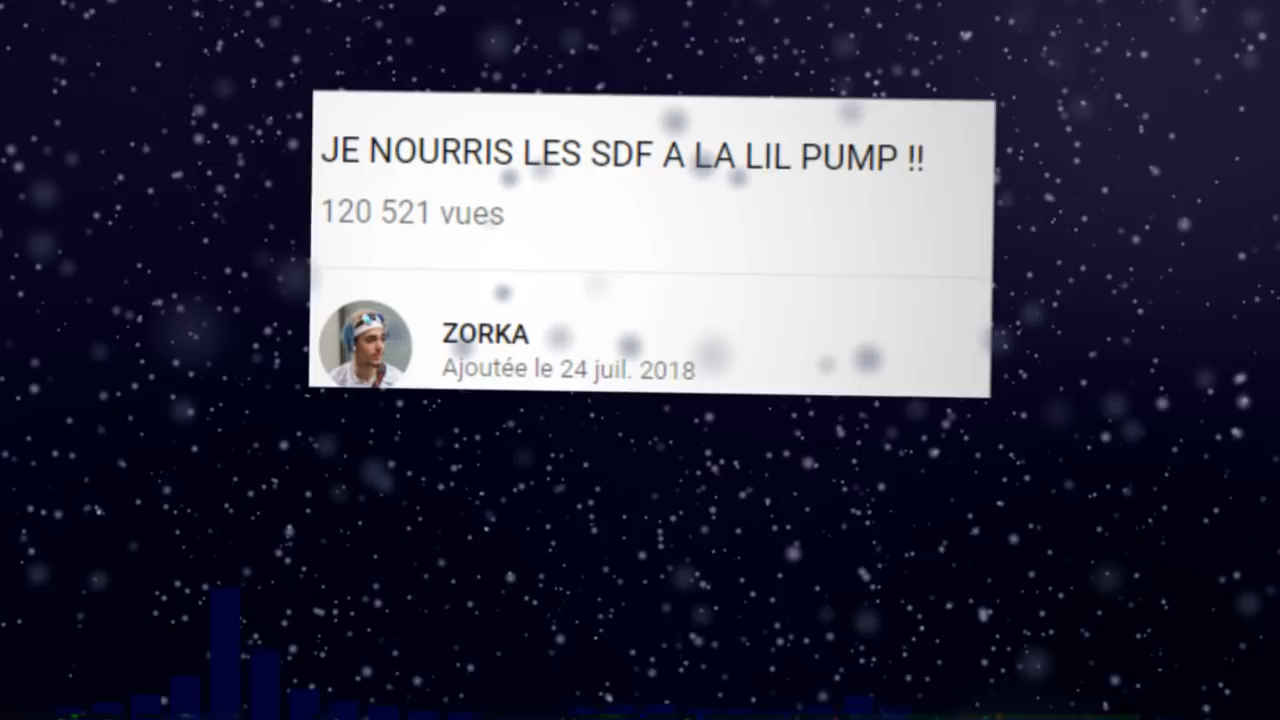 JE NOURRIS LES SDF A LA LIL PUMP !!
120 521 vues
ZORKA
Ajoutée le 24 juil. 2018